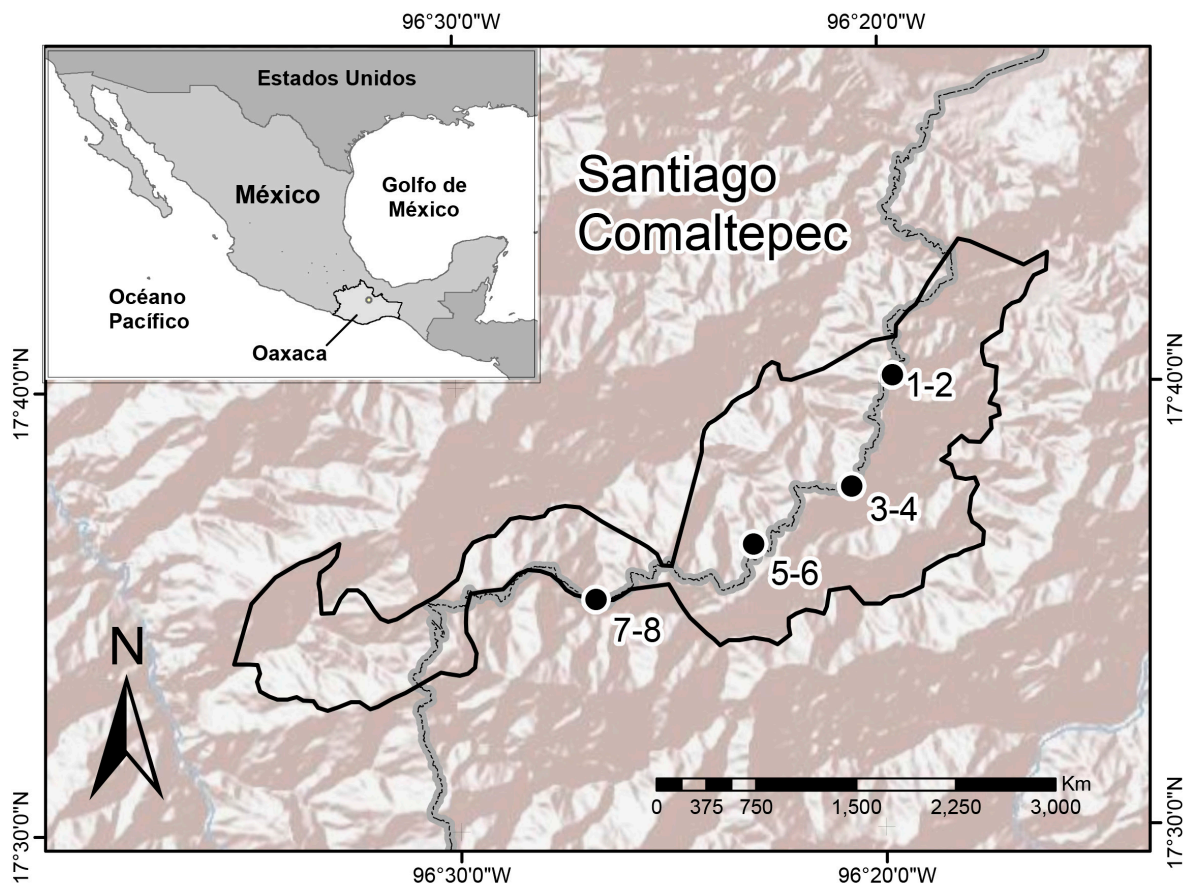 96°30'0"W
96°20'0"W
Estados Unidos
México
Golfo de
México
Océano
Pacífico
Oaxaca
Santiago
Comaltepec
17°40'0"N
17°40'0"N
1-2
3-4
5-6
7-8
N
Km
0 375 750 1,500 2,250 3,000
17°30'0"N
17°30'0"N
96°30'0"W
96°20'0"W